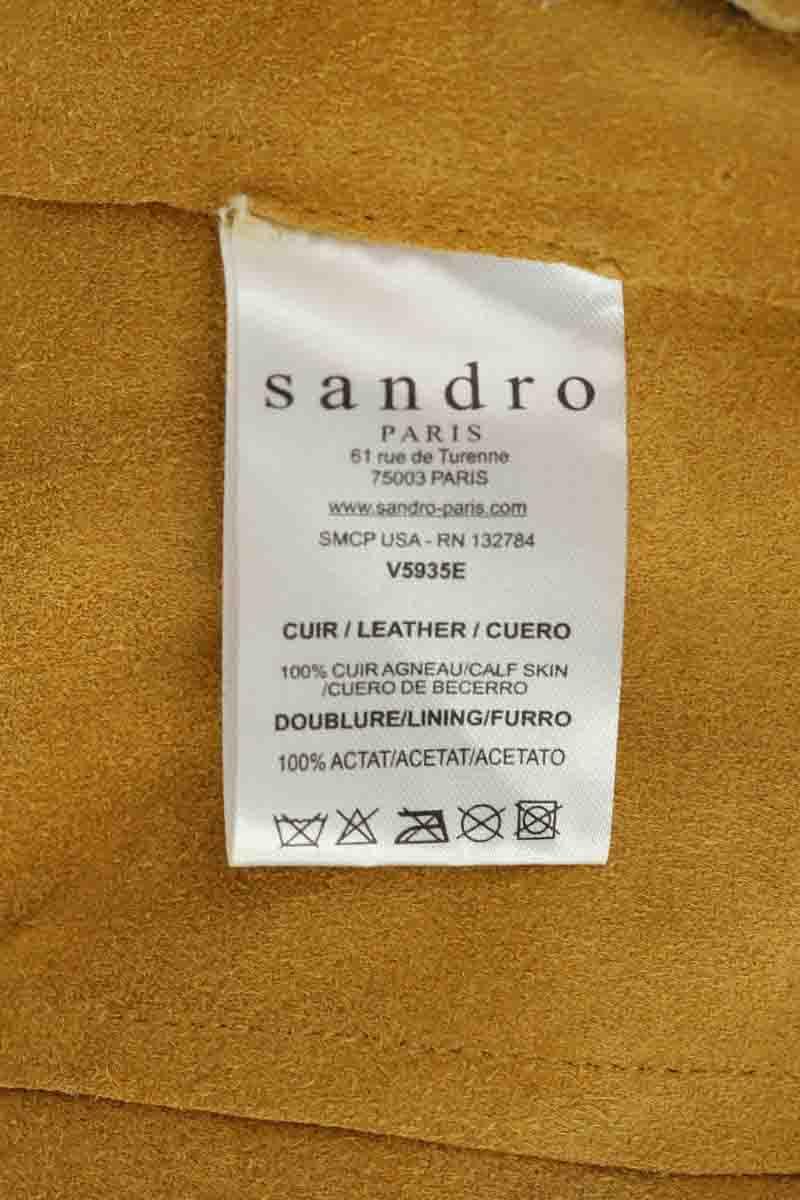 sandro
PARIS
61 rue de Turenne
75003 PARIS
www.sandro-paris.com
SMCP USA - RN 132784
V5935E
CUIR / LEATHER / CUERO
100% CUIR AGNEAU/CALF SKIN
/CUERO DE BECERRO
DOUBLURE/LINING/FURRO
100% ACTAT/ACETAT/ACETATO